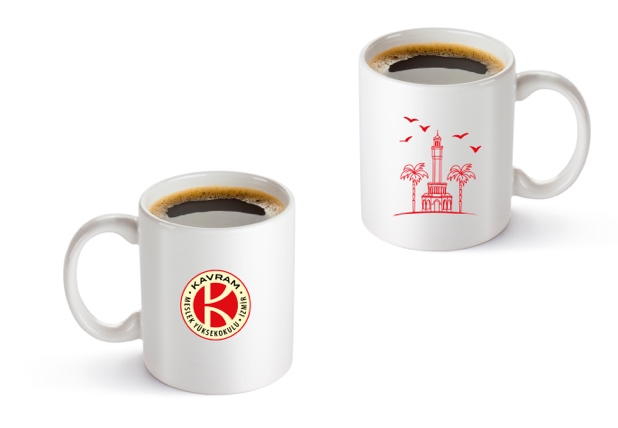 KAVRAM
K
MESLEK YÜKSEKOKULU • İZMİR